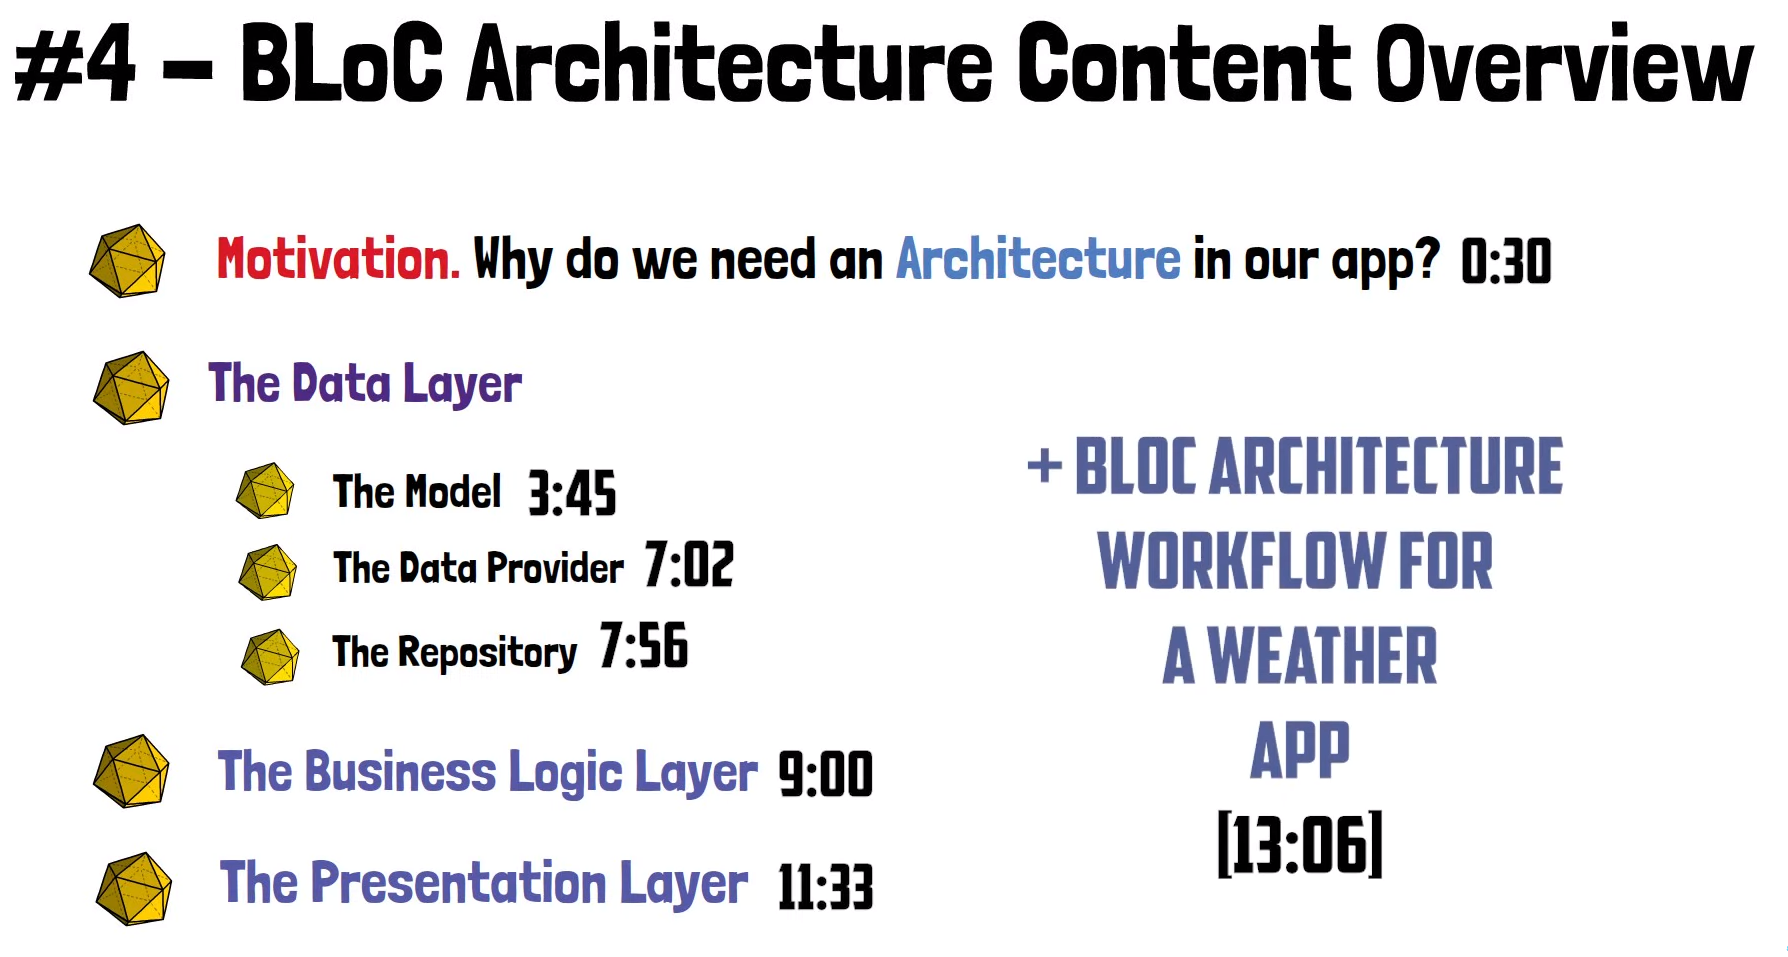 #4 – BLoC Architecture Content Overview
Motivation. Why do we need an Architecture in our app? 0:30
The Data Layer
The Model 3:45
The Data Provider 7:02
The Repository 7:56
The Business Logic Layer 9:00
The Presentation Layer 11:33
+ BLOC ARCHITECTURE
WORKFLOW FOR
A WEATHER
APP
[13:06]